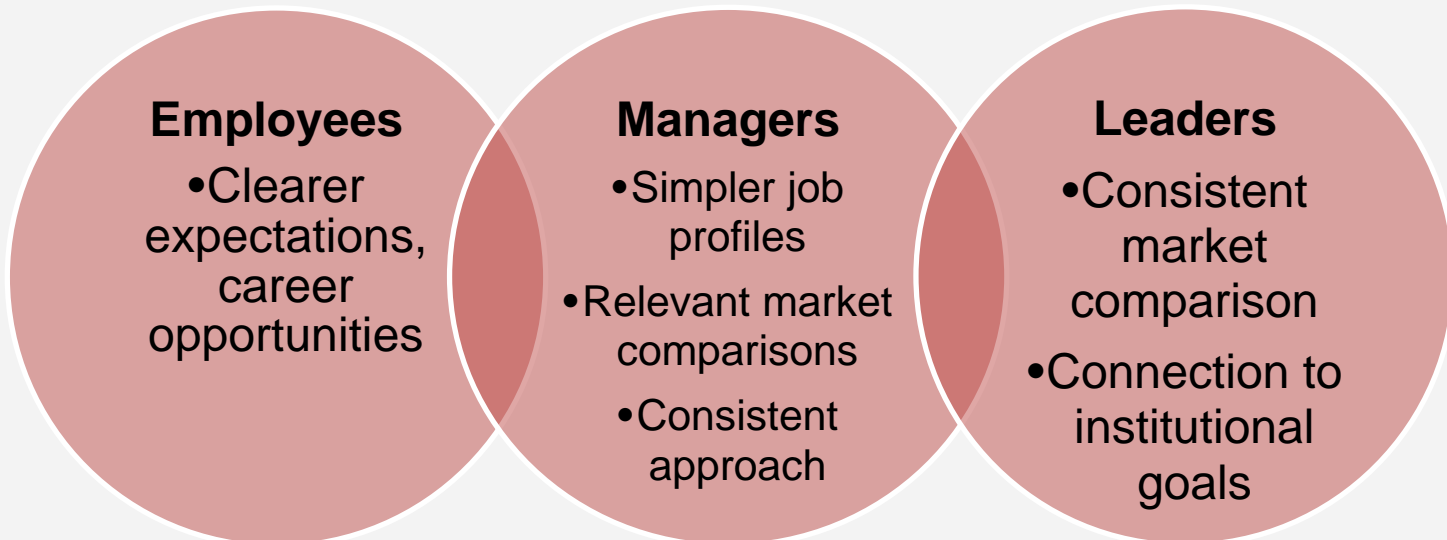 Employees
•Clearer
expectations,
career
opportunities
Managers
•Simpler job
profiles
•Relevant market
comparisons
•Consistent
approach
Leaders
•Consistent
market
comparison
•Connection to
institutional
goals